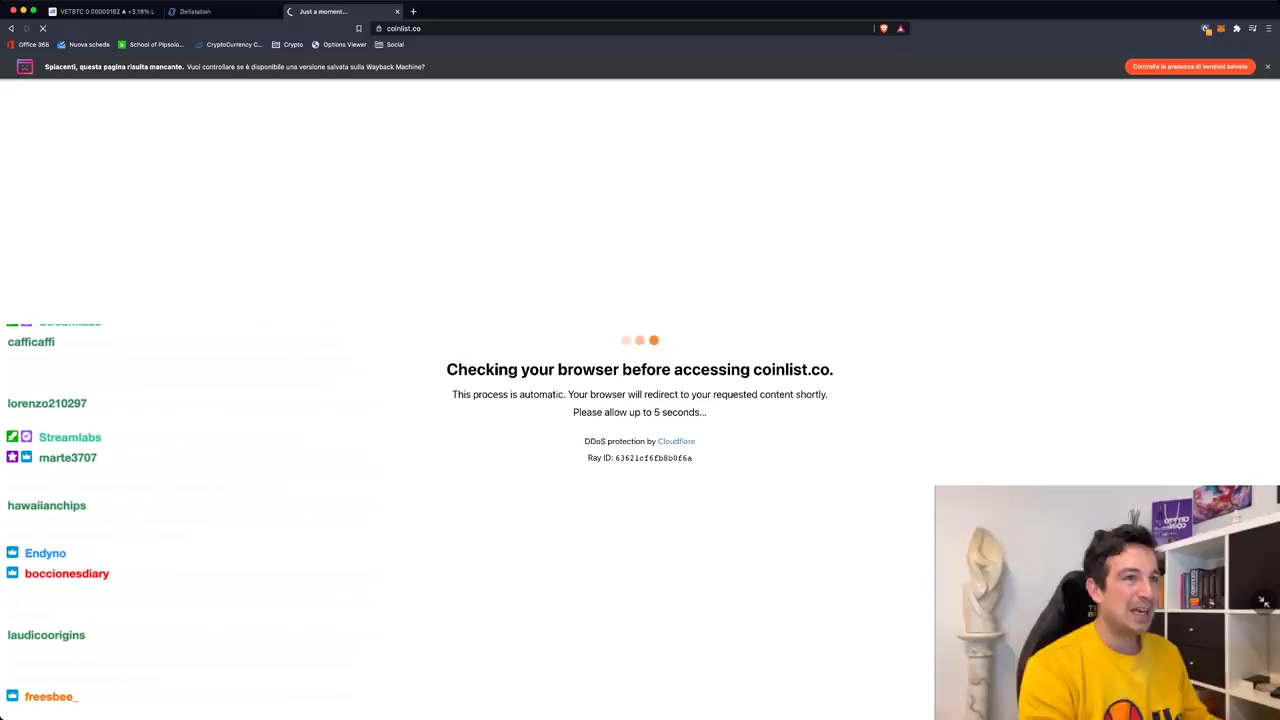 VETBTC 0.00000162 ▲ +3.18% L
Defistation
Just a moment...
coinlist.co
Office 365
Nuova scheda
School of Pipsolo...
CryptoCurrency C...
Crypto
Options Viewer
Social
Spiacenti, questa pagina risulta mancante. Vuoi controllare se è disponibile una versione salvata sulla Wayback Machine?
Controlla la presenza di versioni salvate
Streamlabs
cafficaffi
lorenzo210297
Streamlabs
marte3707
hawaiianchips
Endyno
boccionesdiary
laudicoorigins
freesbee_
Checking your browser before accessing coinlist.co.
This process is automatic. Your browser will redirect to your requested content shortly.
Please allow up to 5 seconds...
DDoS protection by Cloudflare
Ray ID: 63621cf6fb8b0f6a